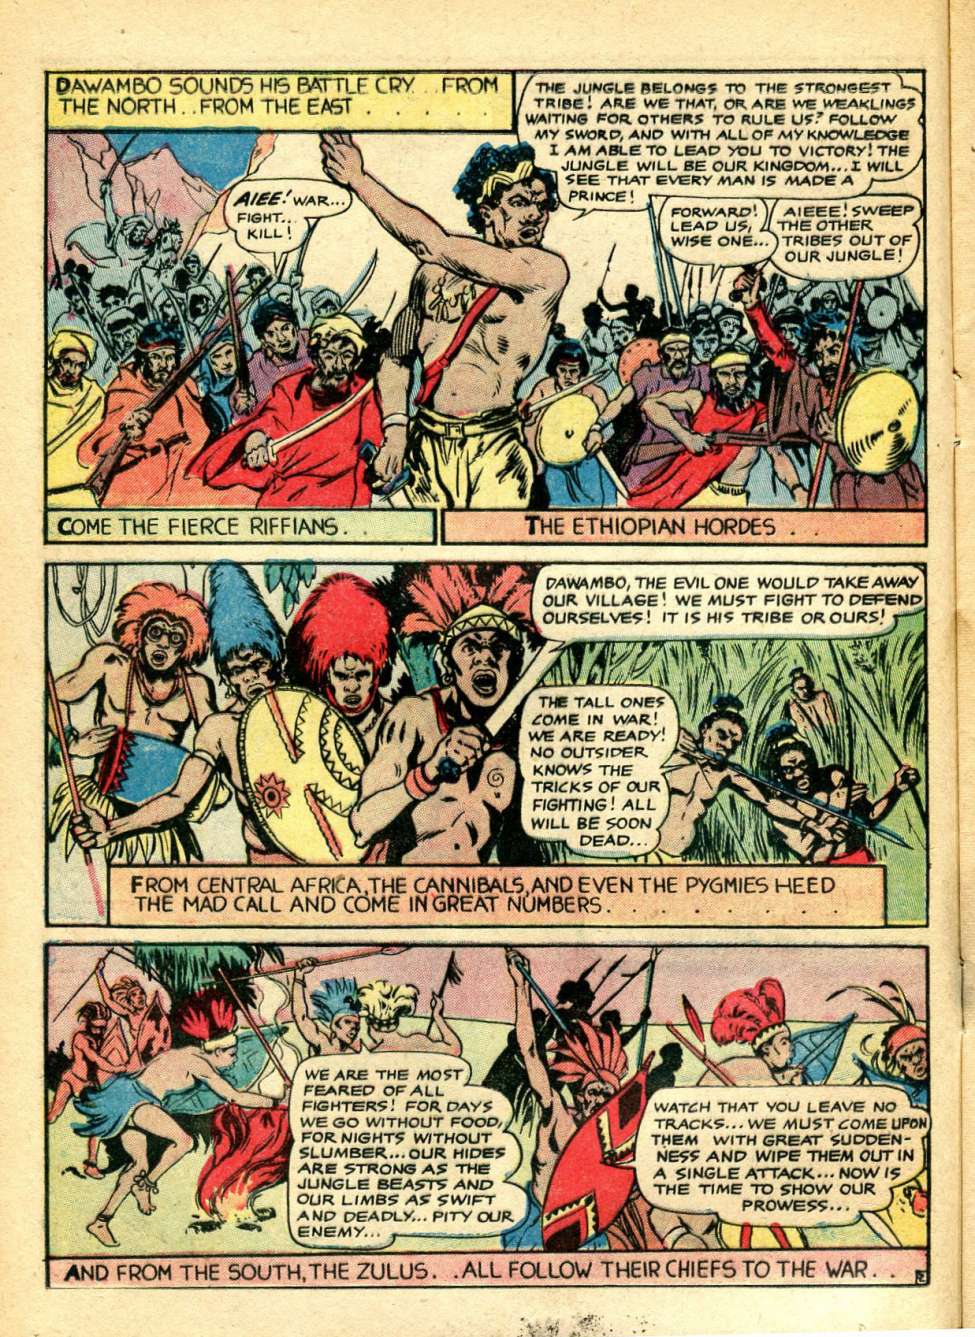 DAWAMBO SOUNDS HIS BATTLE CRY...FROM
THE NORTH...FROM THE EAST.......
THE JUNGLE BELONGS TO THE STRONGEST
TRIBE! ARE WE THAT, OR ARE WE WEAKLINGS
WAITING FOR OTHERS TO RULE US? FOLLOW
MY SWORD, AND WITH ALL OF MY KNOWLEDGE
I AM ABLE TO LEAD YOU TO VICTORY! THE
JUNGLE WILL BE OUR KINGDOM...I WILL
SEE THAT EVERY MAN IS MADE A
PRINCE!
AIEE! WAR...
FIGHT...
KILL!
FORWARD!
LEAD US,
WISE ONE...
AIEEE! SWEEP
THE OTHER
TRIBES OUT OF
OUR JUNGLE!
COME THE FIERCE RIFFIANS...
THE ETHIOPIAN HORDES...
DAWAMBO, THE EVIL ONE WOULD TAKE AWAY
OUR VILLAGE! WE MUST FIGHT TO DEFEND
OURSELVES! IT IS HIS TRIBE OR OURS!
THE TALL ONES
COME IN WAR!
WE ARE READY!
NO OUTSIDER
KNOWS THE
TRICKS OF OUR
FIGHTING! ALL
WILL BE SOON
DEAD...
FROM CENTRAL AFRICA, THE CANNIBALS, AND EVEN THE PYGMIES HEED
THE MAD CALL AND COME IN GREAT NUMBERS..........
WE ARE THE MOST
FEARED OF ALL
FIGHTERS! FOR DAYS
WE GO WITHOUT FOOD,
FOR NIGHTS WITHOUT
SLUMBER...OUR HIDES
ARE STRONG AS THE
JUNGLE BEASTS AND
OUR LIMBS AS SWIFT
AND DEADLY...PITY OUR
ENEMY...
WATCH THAT YOU LEAVE NO
TRACKS...WE MUST COME UPON
THEM WITH GREAT SUDDEN-
NESS AND WIPE THEM OUT IN
A SINGLE ATTACK...NOW IS
THE TIME TO SHOW OUR
PROWESS...
AND FROM THE SOUTH, THE ZULUS...ALL FOLLOW THEIR CHIEFS TO THE WAR..
2